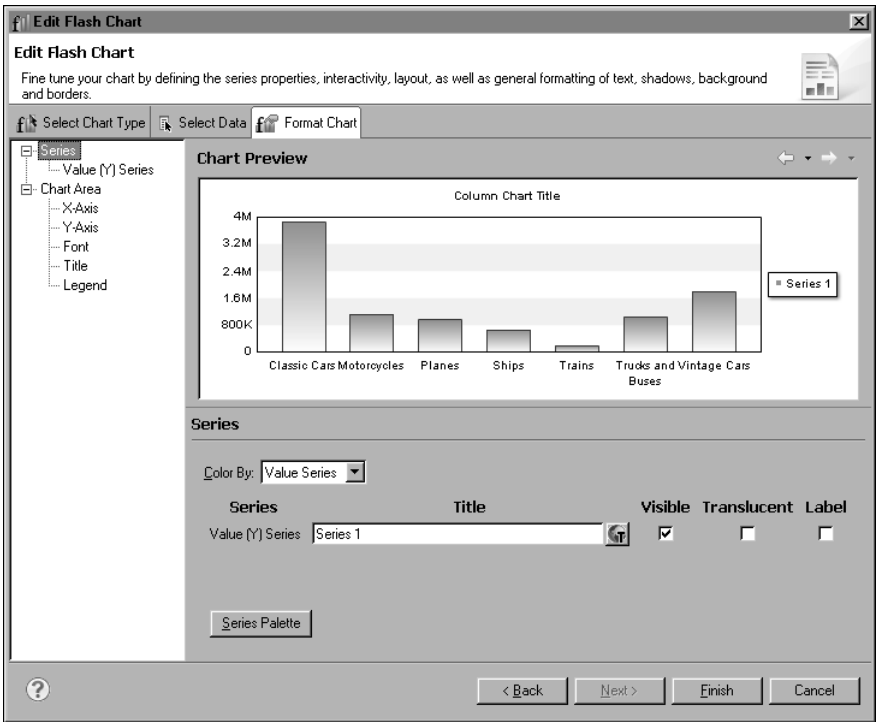 Edit Flash Chart
Edit Flash Chart
Fine tune your chart by defining the series properties, interactivity, layout, as well as general formatting of text, shadows, background
and borders.
Select Chart Type Select Data Format Chart
Series
Value (Y) Series
Chart Area
X-Axis
Y-Axis
Font
Title
Legend
Chart Preview
Column Chart Title
4M
3.2M
2.4M
1.6M
800K
0
Classic Cars Motorcycles Planes Ships Trains Trucks and Vintage Cars
Buses
Series 1
Series
Color By: Value Series
Series Title Visible Translucent Label
Value (Y) Series Series 1
Series Palette
? < Back Next > Finish Cancel